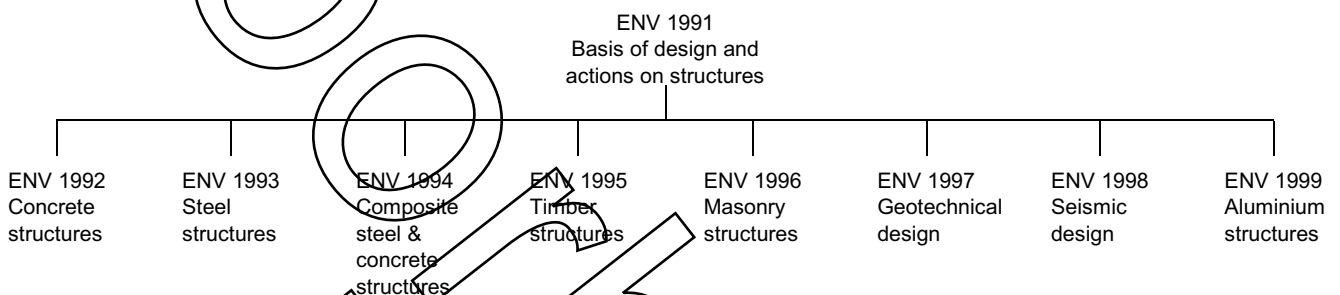 ENV 1991
Basis of design and
actions on structures
ENV 1992
Concrete
structures
ENV 1993
Steel
structures
ENV 1994
Composite
steel &
concrete
structures
ENV 1995
Timber
structures
ENV 1996
Masonry
structures
ENV 1997
Geotechnical
design
ENV 1998
Seismic
design
ENV 1999
Aluminium
structures